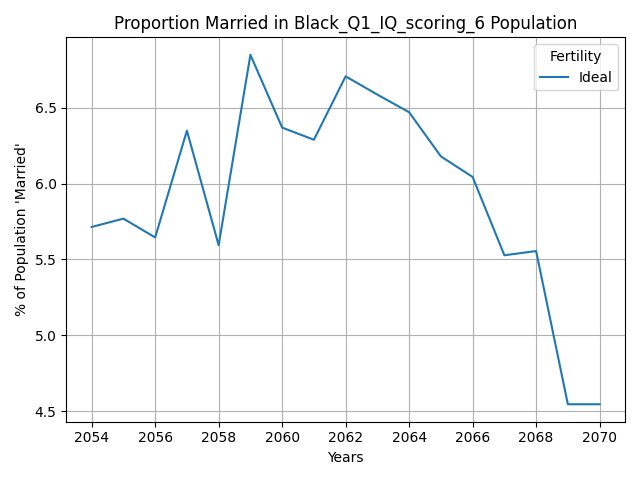 Proportion Married in Black_Q1_IQ_scoring_6 Population
Fertility
Ideal
% of Population 'Married'
6.5
6.0
5.5
5.0
4.5
2054 2056 2058 2060 2062 2064 2066 2068 2070
Years